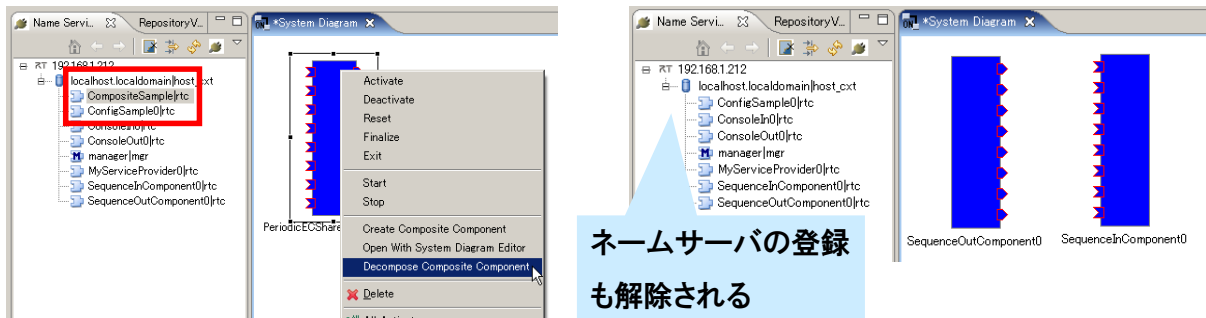 Name Servi..
RepositoryV..
*System Diagram
RT 192.168.1.212
localhost.localdomain|host_cxt
CompositeSample|rtc
ConfigSample0|rtc
ConsoleIn0|rtc
ConsoleOut0|rtc
manager|mgr
MyServiceProvider0|rtc
SequenceInComponent0|rtc
SequenceOutComponent0|rtc
PeriodicECShare
Activate
Deactivate
Reset
Finalize
Exit
Start
Stop
Create Composite Component
Open With System Diagram Editor
Decompose Composite Component
Delete
Name Servi..
RepositoryV..
*System Diagram
RT 192.168.1.212
localhost.localdomain|host_cxt
ConfigSample0|rtc
ConsoleIn0|rtc
ConsoleOut0|rtc
manager|mgr
MyServiceProvider0|rtc
SequenceInComponent0|rtc
SequenceOutComponent0|rtc
ネームサーバの登録
も解除される
SequenceOutComponent0
SequenceInComponent0